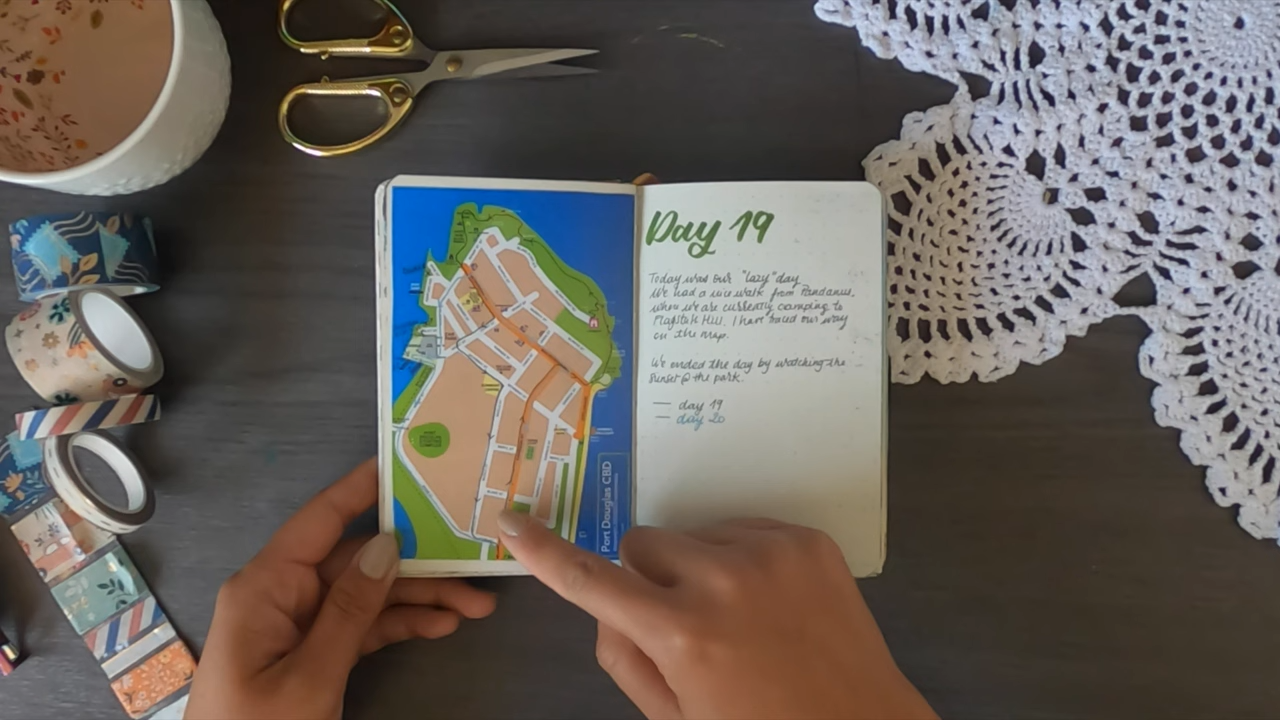 Port Douglas CBD
Day 19
Today was our "lazy" day
We had a nice walk from Pandanus,
when we are currently camping to
Flagstaff Hill. I have traced our way
on the map.
We ended the day by watching the
sunset @ the park.
— day 19
— day 20